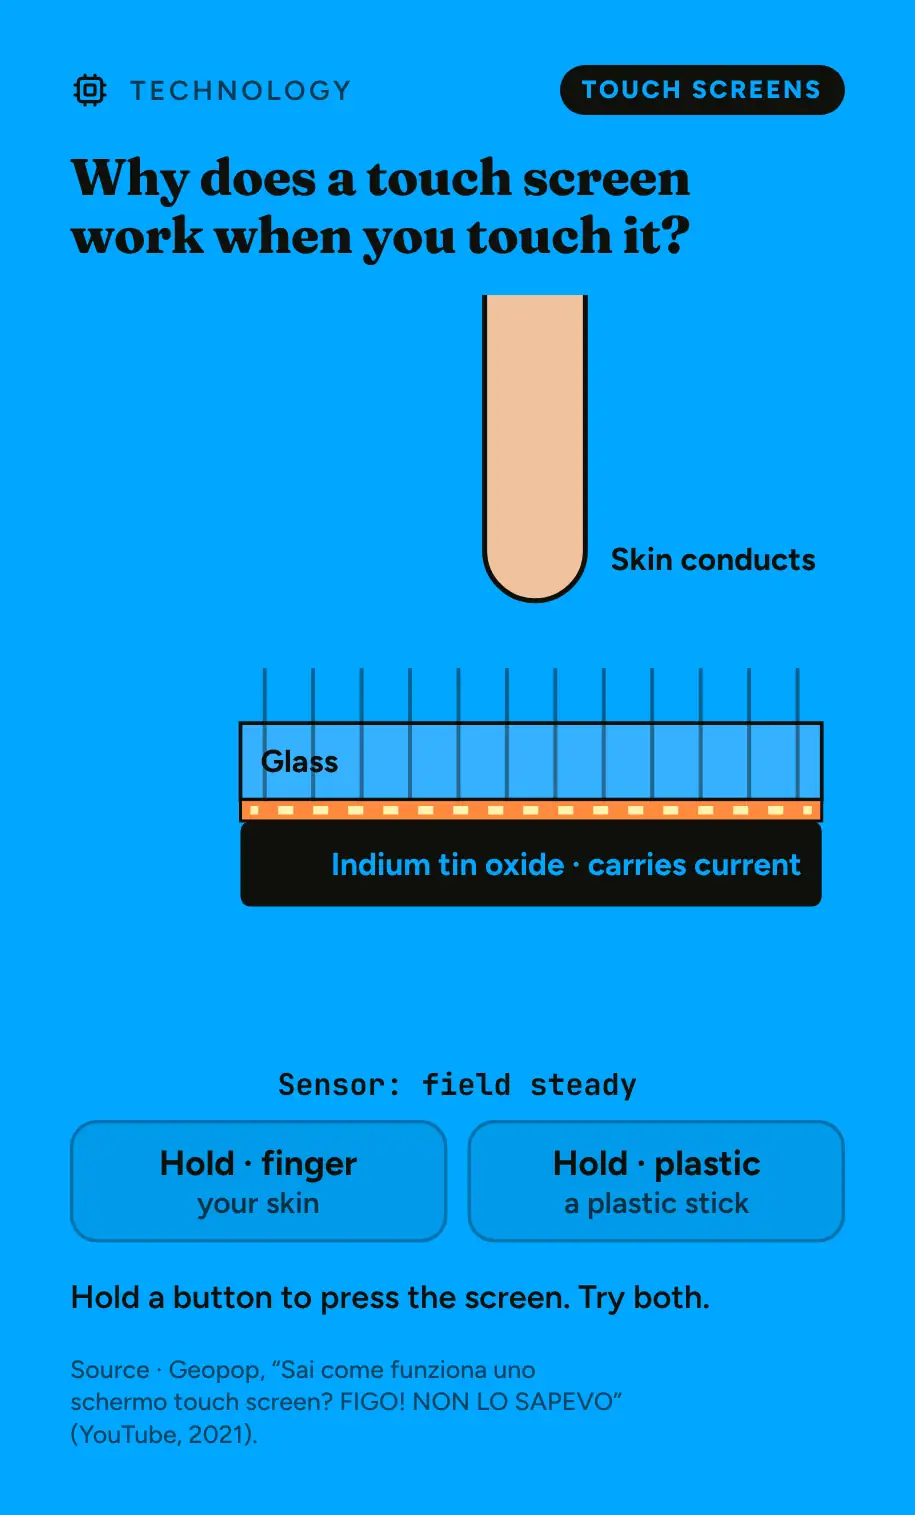 TECHNOLOGY
TOUCH SCREENS
Why does a touch screen
work when you touch it?
Skin conducts
Glass
Indium tin oxide · carries current
Sensor: field steady
Hold · finger
your skin
Hold · plastic
a plastic stick
Hold a button to press the screen. Try both.
Source · Geopop, “Sai come funziona uno
schermo touch screen? FIGO! NON LO SAPEVO”
(YouTube, 2021).